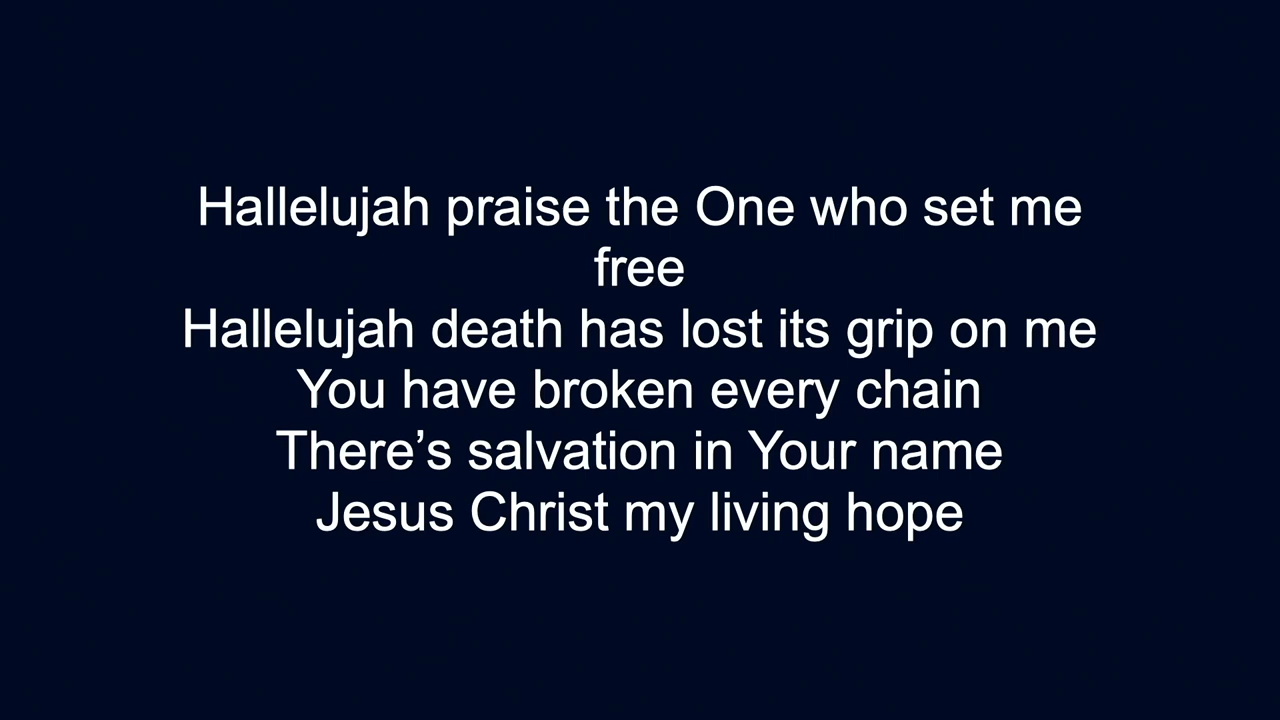 Hallelujah praise the One who set me
free
Hallelujah death has lost its grip on me
You have broken every chain
There’s salvation in Your name
Jesus Christ my living hope